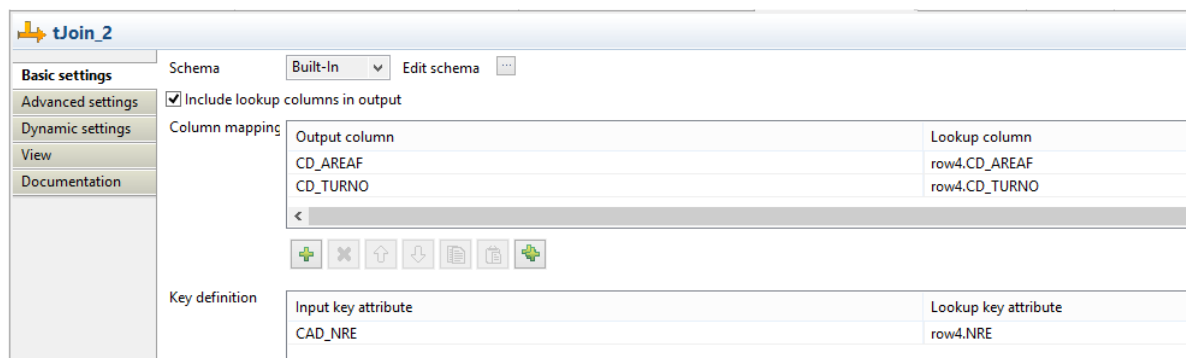 tJoin_2
Basic settings
Advanced settings
Dynamic settings
View
Documentation
Schema Built-In Edit schema ...
Include lookup columns in output
Column mapping
Output column Lookup column
CD_AREAF row4.CD_AREAF
CD_TURNO row4.CD_TURNO
Key definition
Input key attribute Lookup key attribute
CAD_NRE row4.NRE